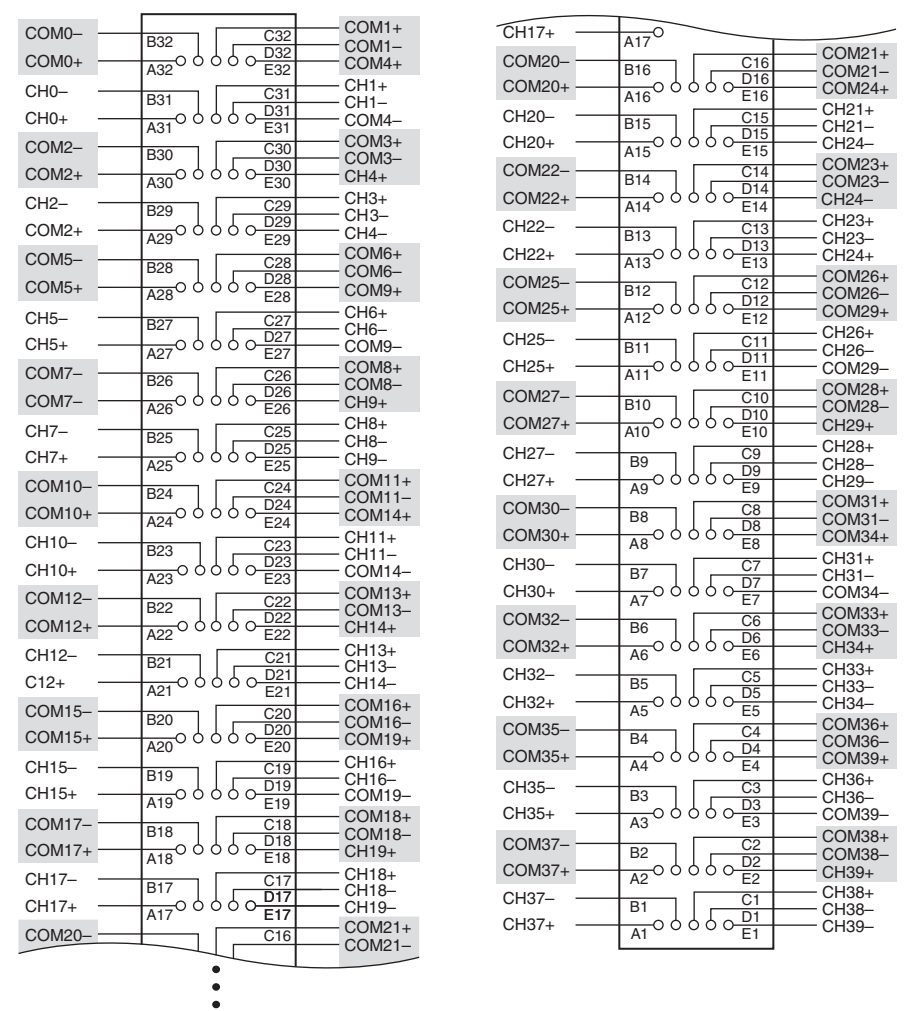 COM0– B32 C32 COM1+
D32 COM1–
COM0+ A32 E32 COM4+
CH0– B31 C31 CH1+
D31 CH1–
CH0+ A31 E31 COM4–
COM2– B30 C30 COM3+
D30 COM3–
COM2+ A30 E30 CH4+
CH2– B29 C29 CH3+
D29 CH3–
COM2+ A29 E29 CH4–
COM5– B28 C28 COM6+
D28 COM6–
COM5+ A28 E28 COM9+
CH5– B27 C27 CH6+
D27 CH6–
CH5+ A27 E27 COM9–
COM7– B26 C26 COM8+
D26 COM8–
COM7– A26 E26 CH9+
CH7– B25 C25 CH8+
D25 CH8–
CH7+ A25 E25 CH9–
COM10– B24 C24 COM11+
D24 COM11–
COM10+ A24 E24 COM14+
CH10– B23 C23 CH11+
D23 CH11–
CH10+ A23 E23 COM14–
COM12– B22 C22 COM13+
D22 COM13–
COM12+ A22 E22 CH14+
CH12– B21 C21 CH13+
D21 CH13–
C12+ A21 E21 CH14–
COM15– B20 C20 COM16+
D20 COM16–
COM15+ A20 E20 COM19+
CH15– B19 C19 CH16+
D19 CH16–
CH15+ A19 E19 COM19–
COM17– B18 C18 COM18+
D18 COM18–
COM17+ A18 E18 CH19+
CH17– B17 C17 CH18+
D17 CH18–
CH17+ A17 E17 CH19–
COM20– C16 COM21+
COM21–
CH17+ A17
COM20– B16 C16 COM21+
D16 COM21–
COM20+ A16 E16 COM24+
CH20– B15 C15 CH21+
D15 CH21–
CH20+ A15 E15 CH24–
COM22– B14 C14 COM23+
D14 COM23–
COM22+ A14 E14 CH24–
CH22– B13 C13 CH23+
D13 CH23–
CH22+ A13 E13 CH24+
COM25– B12 C12 COM26+
D12 COM26–
COM25+ A12 E12 COM29+
CH25– B11 C11 CH26+
D11 CH26–
CH25+ A11 E11 COM29–
COM27– B10 C10 COM28+
D10 COM28–
COM27+ A10 E10 CH29+
CH27– B9 C9 CH28+
D9 CH28–
CH27+ A9 E9 CH29–
COM30– B8 C8 COM31+
D8 COM31–
COM30+ A8 E8 COM34+
CH30– B7 C7 CH31+
D7 CH31–
CH30+ A7 E7 COM34–
COM32– B6 C6 COM33+
D6 COM33–
COM32+ A6 E6 CH34+
CH32– B5 C5 CH33+
D5 CH33–
CH32+ A5 E5 CH34–
COM35– B4 C4 COM36+
D4 COM36–
COM35+ A4 E4 COM39+
CH35– B3 C3 CH36+
D3 CH36–
CH35+ A3 E3 COM39–
COM37– B2 C2 COM38+
D2 COM38–
COM37+ A2 E2 CH39+
CH37– B1 C1 CH38+
D1 CH38–
CH37+ A1 E1 CH39–